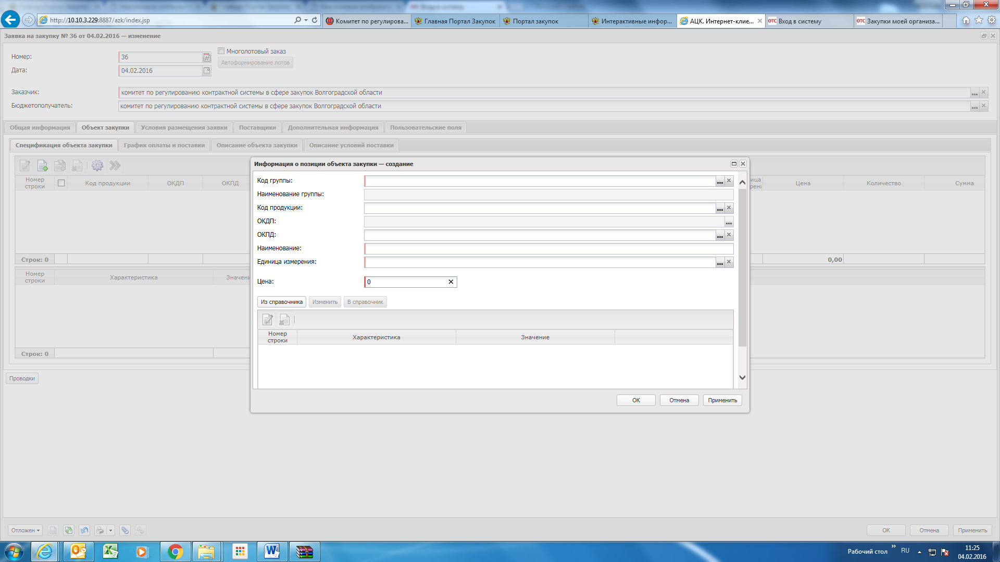 http://10.10.3.229:8887/azk/index.jsp
Комитет по регулирова...
Главная Портал Закупок
Портал закупок
Интерактивные инфор...
АЦК. Интернет-клие...
ОТС Вход в систему
ОТС Закупки моей организа...
Заявка на закупку № 36 от 04.02.2016 — изменение
Номер: 36
Многолотовый заказ
Автоформирование лотов
Дата: 04.02.2016
Заказчик: комитет по регулированию контрактной системы в сфере закупок Волгоградской области
Бюджетополучатель: комитет по регулированию контрактной системы в сфере закупок Волгоградской области
Общая информация Объект закупки Условия размещения заявки Поставщики Дополнительная информация Пользовательские поля
Спецификация объекта закупки График оплаты и поставки Описание объекта закупки Описание условий поставки
Номер строки Код продукции ОКДП ОКПД Цена Количество Сумма
Строк: 0 0,00
Номер строки Характеристика Значени
Строк: 0
Проводки
Информация о позиции объекта закупки — создание
Код группы:
Наименование группы:
Код продукции:
ОКДП:
ОКПД:
Наименование:
Единица измерения:
Цена: 0
Из справочника Изменить В справочник
Номер строки Характеристика Значение
ОК Отмена Применить
Отложен
ОК Отмена Применить
Рабочий стол » RU 11:25
04.02.2016